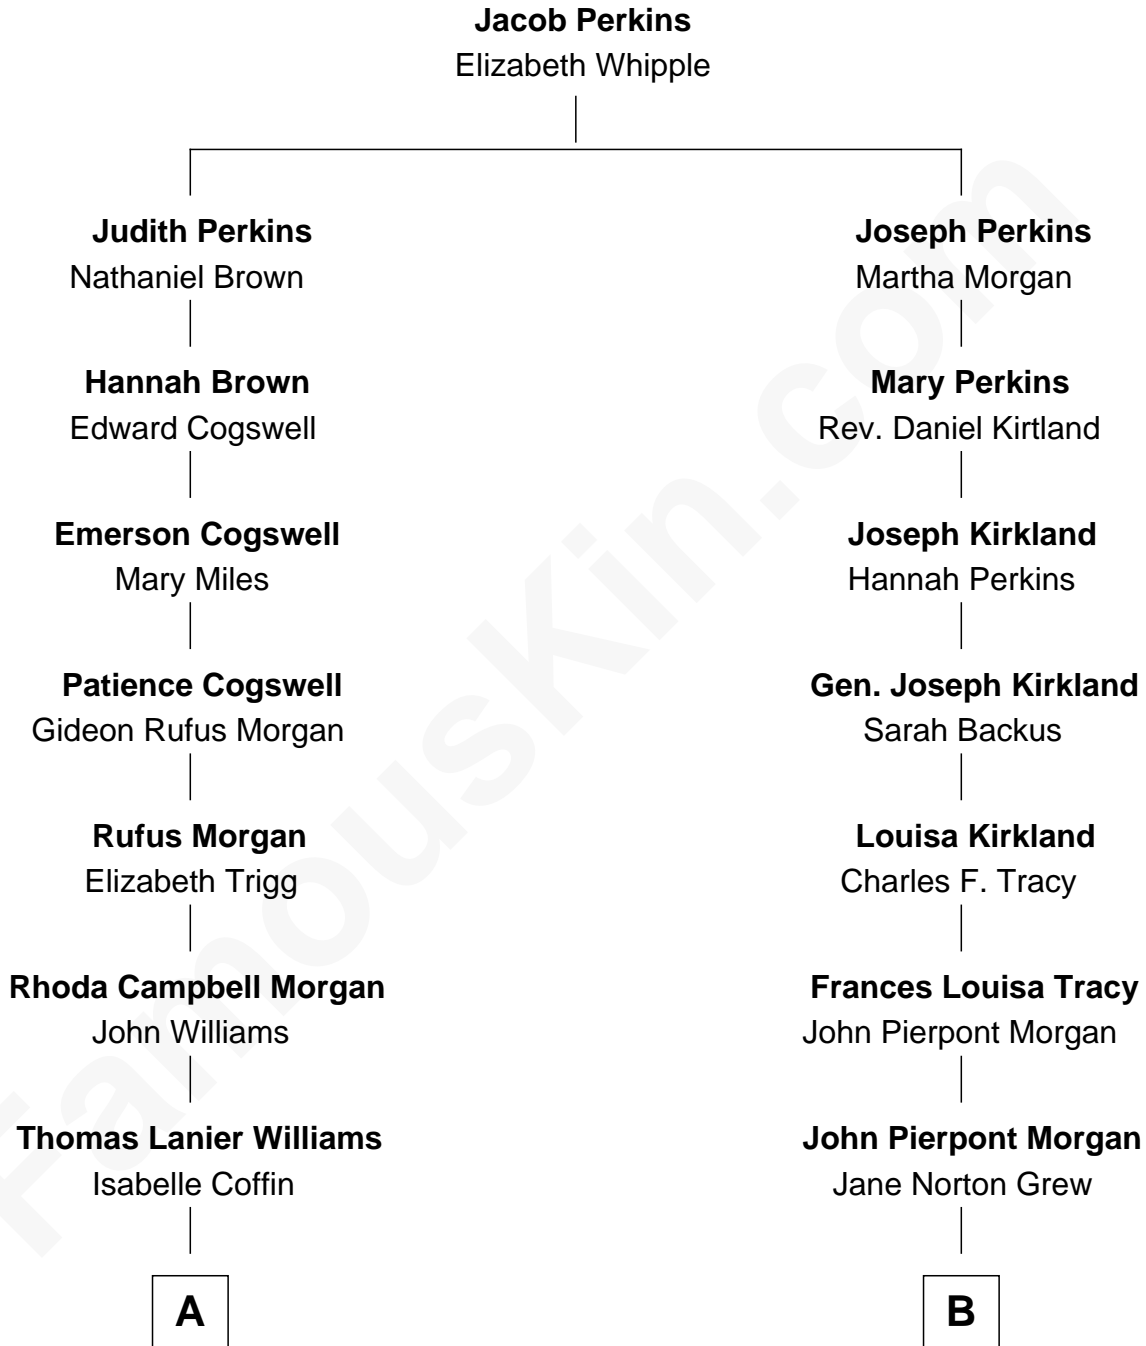 Jacob Perkins
Elizabeth Whipple
Judith Perkins
Nathaniel Brown
Joseph Perkins
Martha Morgan
Hannah Brown
Edward Cogswell
Mary Perkins
Rev. Daniel Kirtland
Emerson Cogswell
Mary Miles
Joseph Kirkland
Hannah Perkins
Patience Cogswell
Gideon Rufus Morgan
Gen. Joseph Kirkland
Sarah Backus
Rufus Morgan
Elizabeth Trigg
Louisa Kirkland
Charles F. Tracy
Rhoda Campbell Morgan
John Williams
Frances Louisa Tracy
John Pierpont Morgan
Thomas Lanier Williams
Isabelle Coffin
John Pierpont Morgan
Jane Norton Grew
A
B
FamousKin.com